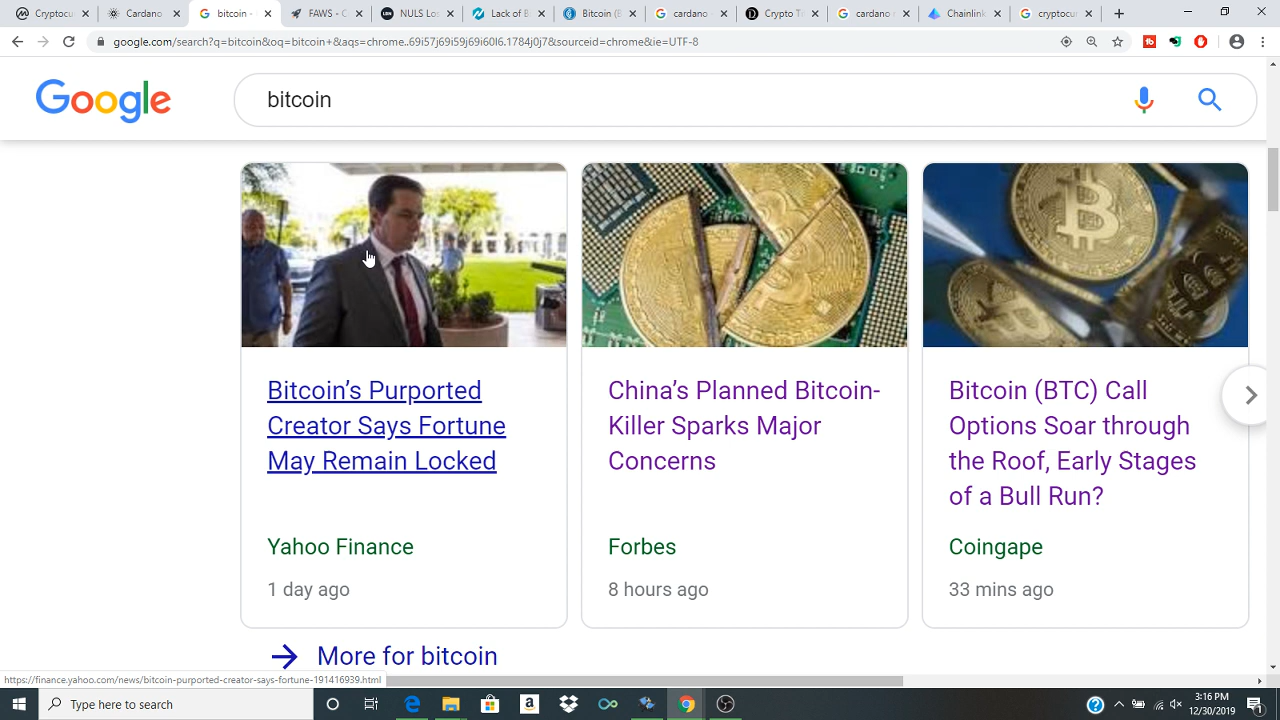 Cryptocu
Cardano
bitcoin -
FAWS - C
NULS Los
Lack of B
Bitcoin (B
cardano
Crypto Ti
cardano
Chainlink
cryptocur
google.com/search?q=bitcoin&oq=bitcoin+&aqs=chrome..69i57j69i59j69i60l6.1784j0j7&sourceid=chrome&ie=UTF-8
Google
bitcoin
Bitcoin's Purported
Creator Says Fortune
May Remain Locked
Yahoo Finance
1 day ago
China's Planned Bitcoin-
Killer Sparks Major
Concerns
Forbes
8 hours ago
Bitcoin (BTC) Call
Options Soar through
the Roof, Early Stages
of a Bull Run?
Coingape
33 mins ago
More for bitcoin
https://finance.yahoo.com/news/bitcoin-purported-creator-says-fortune-191416939.html
Type here to search
3:16 PM
12/30/2019